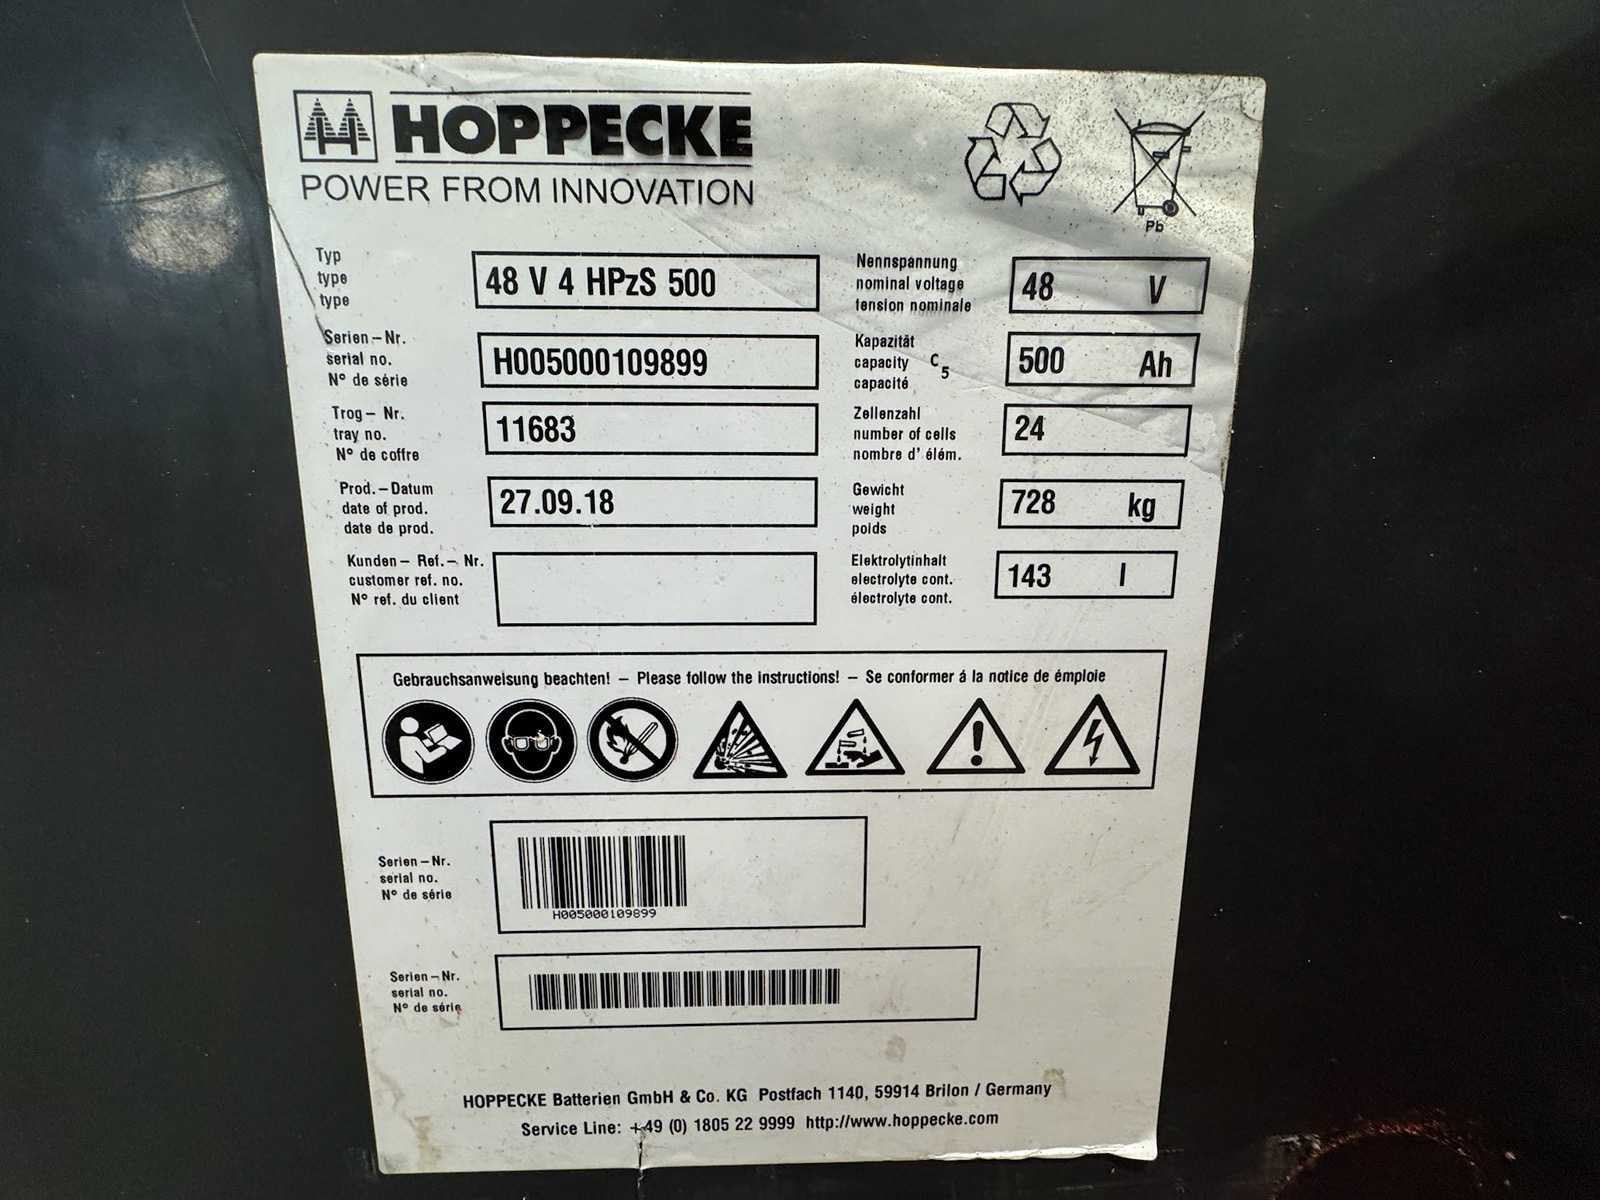 HOPPECKE
POWER FROM INNOVATION
Pb
Typ
type
type
48 V 4 HPzS 500
Serien-Nr.
serial no.
N° de série
H005000109899
Trog- Nr.
tray no.
N° de coffre
11683
Prod.-Datum
date of prod.
date de prod.
27.09.18
Kunden- Ref.- Nr.
customer ref. no.
N° ref. du client
Nennspannung
nominal voltage
tension nominale
48 V
Kapazität
capacity C5
capacité
500 Ah
Zellenzahl
number of cells
nombre d' élém.
24
Gewicht
weight
poids
728 kg
Elektrolytinhalt
electrolyte cont.
électrolyte cont.
143 l
Gebrauchsanweisung beachten! - Please follow the instructions! - Se conformer á la notice de émploie
Serien-Nr.
serial no.
N° de série
H005000109899
Serien-Nr.
serial no.
N° de série
HOPPECKE Batterien GmbH & Co. KG Postfach 1140, 59914 Brilon / Germany
Service Line: +49 (0) 1805 22 9999 http://www.hoppecke.com